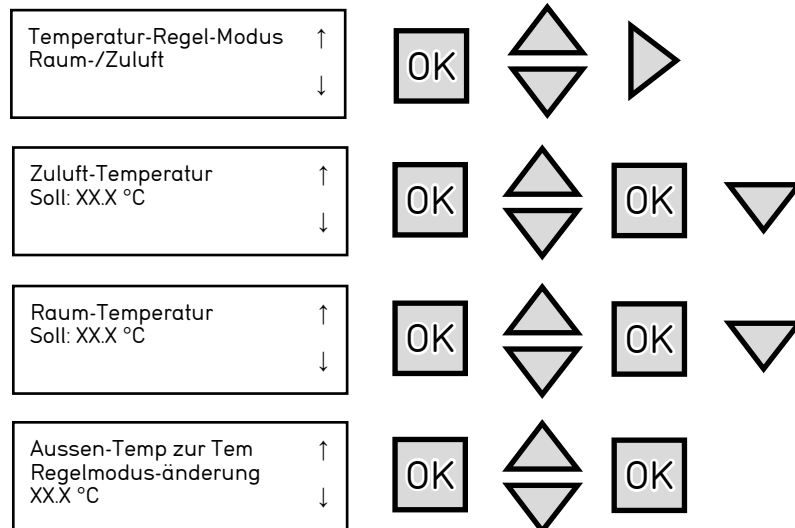 Temperatur-Regel-Modus ↑
Raum-/Zuluft
↓
OK
Zuluft-Temperatur ↑
Soll: XX.X °C
↓
OK OK
Raum-Temperatur ↑
Soll: XX.X °C
↓
OK OK
Aussen-Temp zur Tem ↑
Regelmodus-änderung
XX.X °C ↓
OK OK